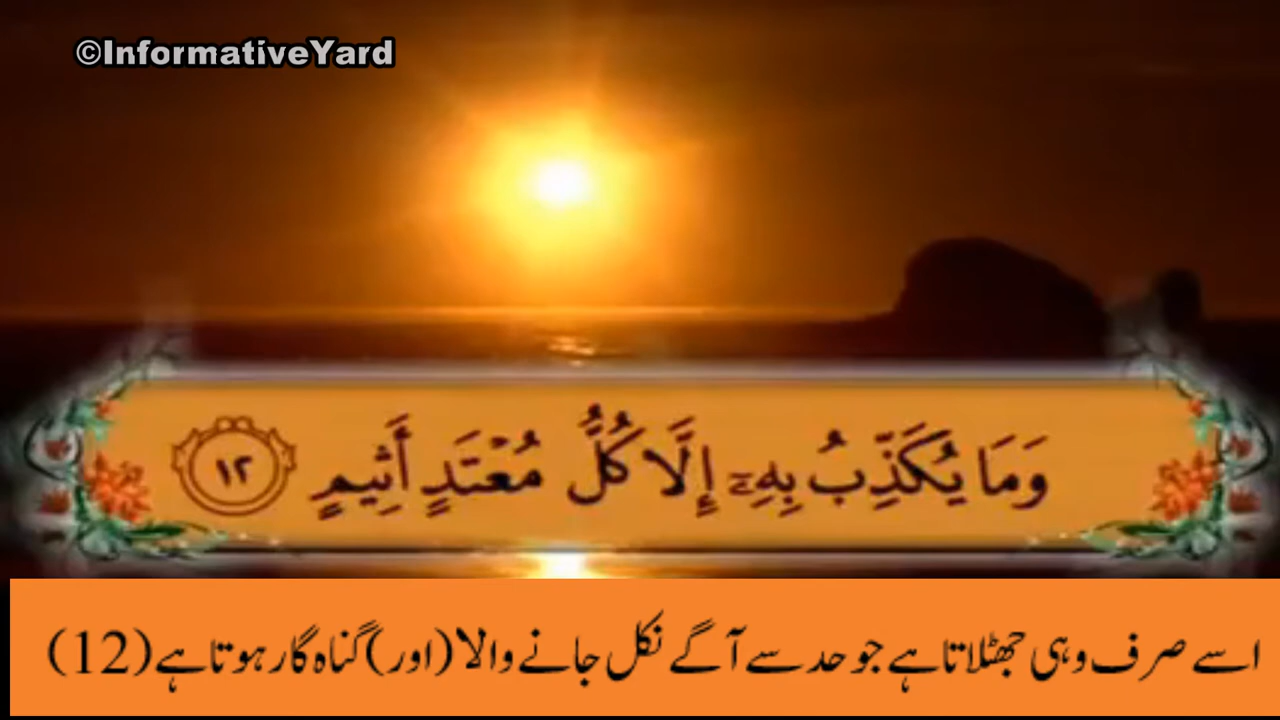 ©InformativeYard
وَمَا يُكَذِّبُ بِهِۦٓ إِلَّا كُلُّ مُعْتَدٍ أَثِيمٍ ١٢
اسے صرف وہی جھٹلاتا ہے جو حد سے آگے نکل جانے والا (اور) گناہ گار ہوتا ہے (12)